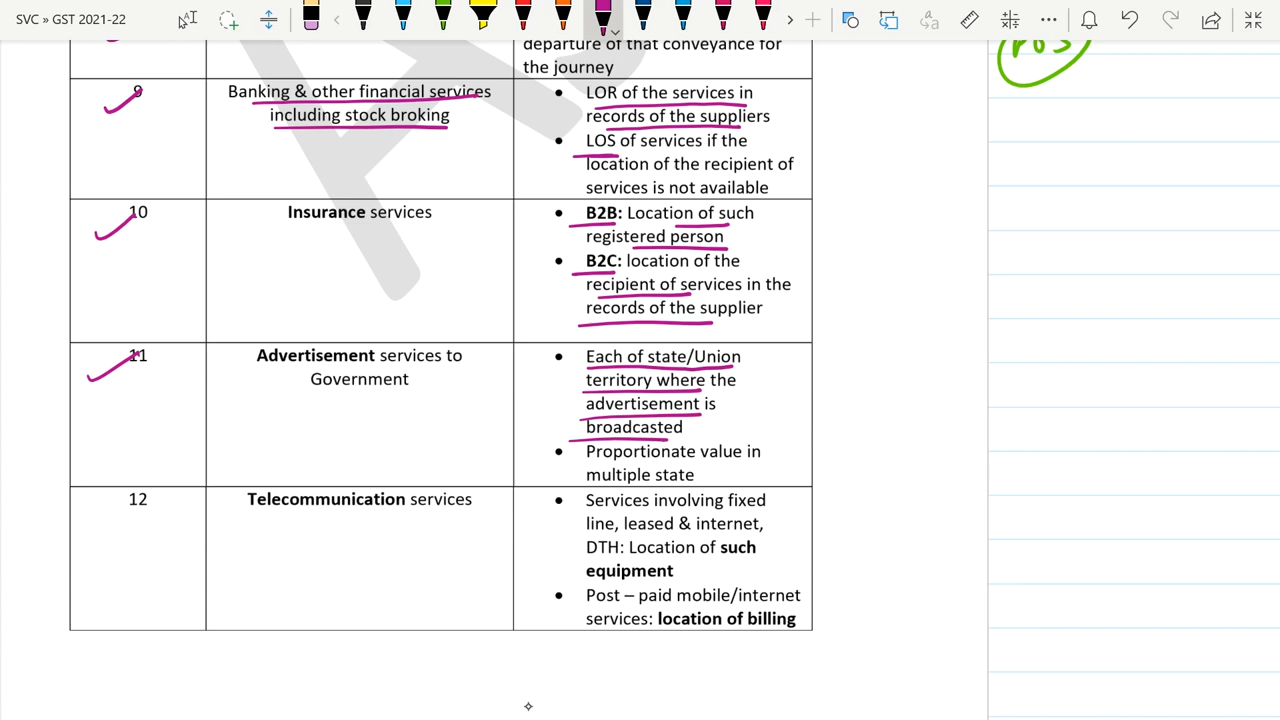 SVC » GST 2021-22
POS
departure of that conveyance for
the journey
9
Banking & other financial services
including stock broking
• LOR of the services in
records of the suppliers
• LOS of services if the
location of the recipient of
services is not available
10
Insurance services
• B2B: Location of such
registered person
• B2C: location of the
recipient of services in the
records of the supplier
11
Advertisement services to
Government
• Each of state/Union
territory where the
advertisement is
broadcasted
• Proportionate value in
multiple state
12
Telecommunication services
• Services involving fixed
line, leased & internet,
DTH: Location of such
equipment
• Post – paid mobile/internet
services: location of billing